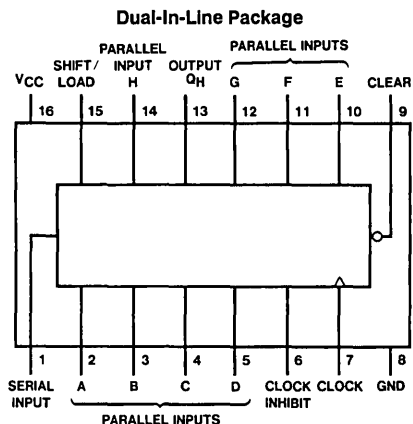 Dual-In-Line Package
PARALLEL INPUTS
PARALLEL
SHIFT/ INPUT OUTPUT
VCC LOAD H QH G F E CLEAR
16 15 14 13 12 11 10 9
1 2 3 4 5 6 7 8
SERIAL A B C D CLOCK CLOCK GND
INPUT INHIBIT
PARALLEL INPUTS